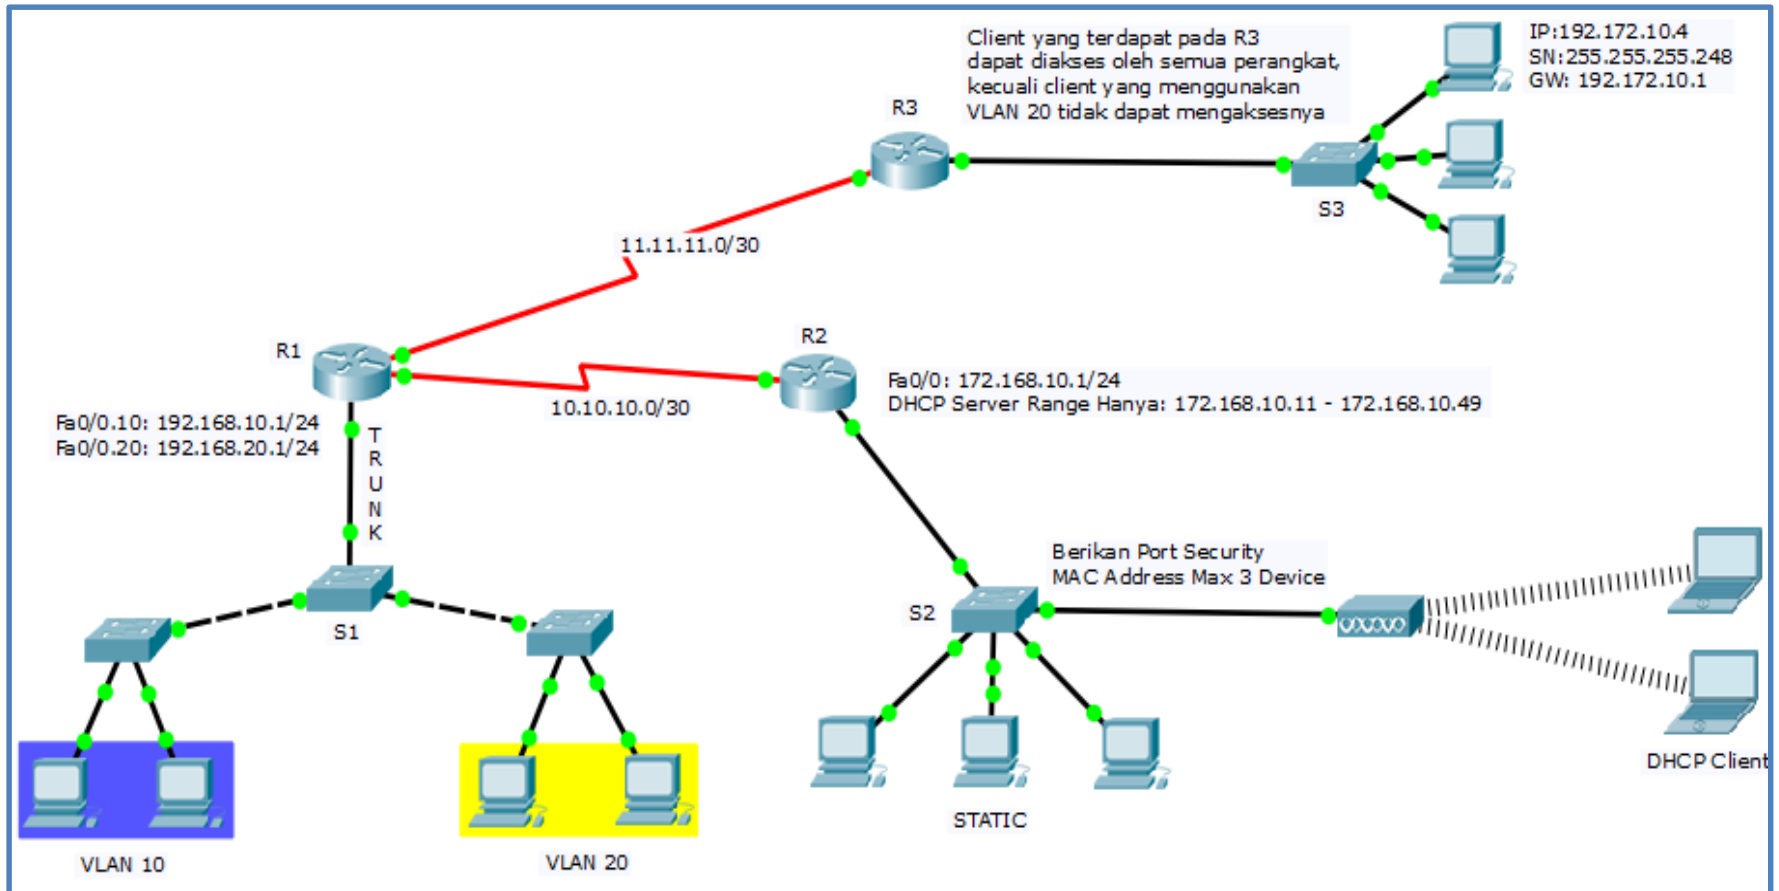 Client yang terdapat pada R3
dapat diakses oleh semua perangkat,
kecuali client yang menggunakan
VLAN 20 tidak dapat mengaksesnya
IP:192.172.10.4
SN:255.255.255.248
GW: 192.172.10.1
R3
S3
11.11.11.0/30
R1
R2
Fa0/0: 172.168.10.1/24
DHCP Server Range Hanya: 172.168.10.11 - 172.168.10.49
10.10.10.0/30
Fa0/0.10: 192.168.10.1/24
Fa0/0.20: 192.168.20.1/24
T
R
U
N
K
Berikan Port Security
MAC Address Max 3 Device
S2
S1
DHCP Client
STATIC
VLAN 10
VLAN 20